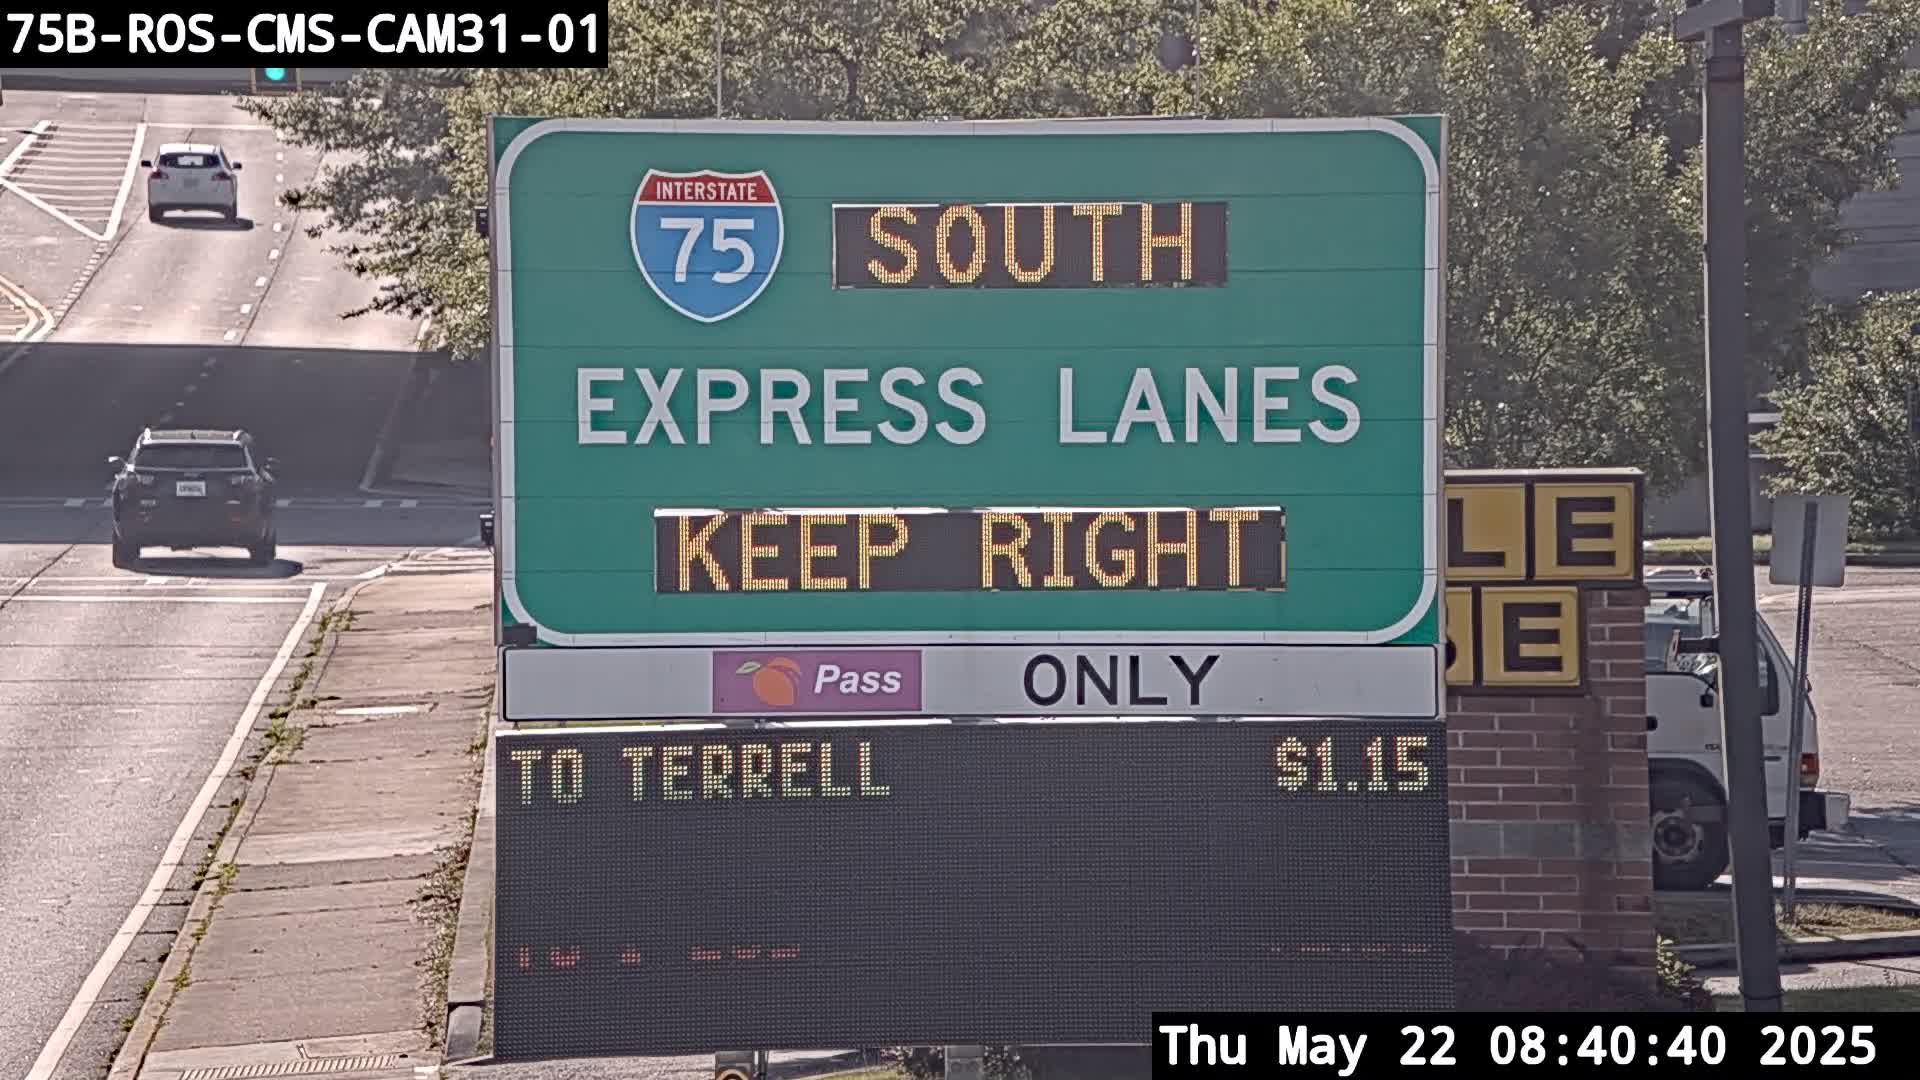 75B-ROS-CMS-CAM31-01
INTERSTATE
75
SOUTH
EXPRESS LANES
KEEP RIGHT
Pass ONLY
TO TERRELL $1.15
LE
E
Thu May 22 08:40:40 2025